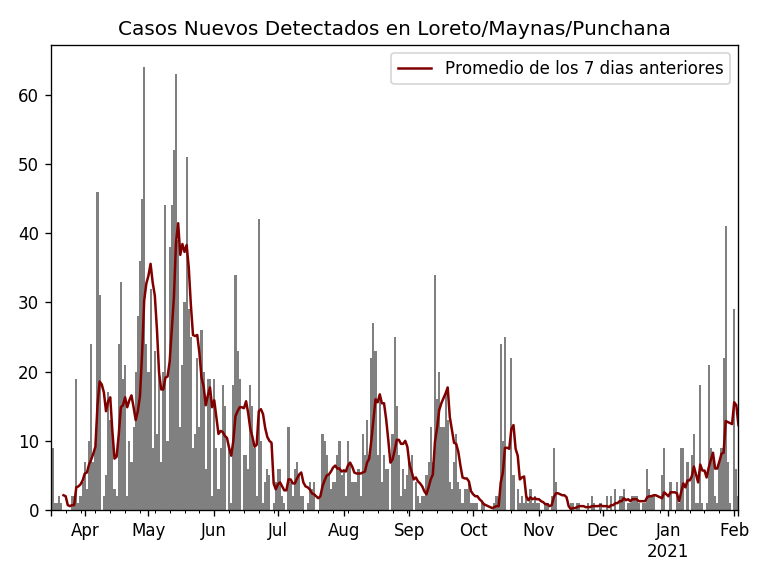 Casos Nuevos Detectados en Loreto/Maynas/Punchana
Promedio de los 7 dias anteriores
60
50
40
30
20
10
0
Apr May Jun Jul Aug Sep Oct Nov Dec Jan Feb
2021